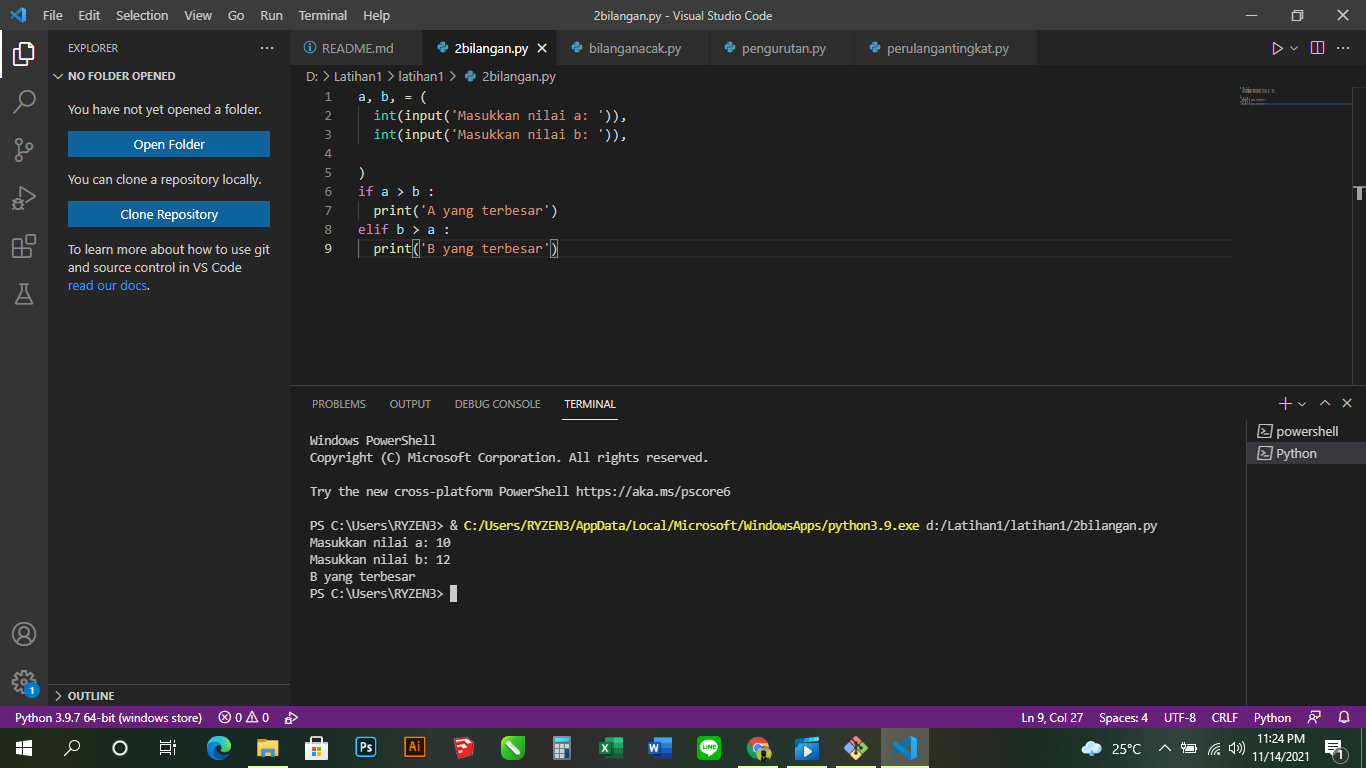 File Edit Selection View Go Run Terminal Help
2bilangan.py - Visual Studio Code
EXPLORER
NO FOLDER OPENED
You have not yet opened a folder.
Open Folder
You can clone a repository locally.
Clone Repository
To learn more about how to use git
and source control in VS Code
read our docs.
OUTLINE
README.md 2bilangan.py bilanganacak.py pengurutan.py perulangantingkat.py
D: > Latihan1 > latihan1 > 2bilangan.py
1 a, b, = (
2 int(input('Masukkan nilai a: ')),
3 int(input('Masukkan nilai b: ')),
4
5 )
6 if a > b :
7 print('A yang terbesar')
8 elif b > a :
9 print('B yang terbesar')
PROBLEMS OUTPUT DEBUG CONSOLE TERMINAL
powershell
Python
Windows PowerShell
Copyright (C) Microsoft Corporation. All rights reserved.
Try the new cross-platform PowerShell https://aka.ms/pscore6
PS C:\Users\RYZEN3> & C:/Users/RYZEN3/AppData/Local/Microsoft/WindowsApps/python3.9.exe d:/Latihan1/latihan1/2bilangan.py
Masukkan nilai a: 10
Masukkan nilai b: 12
B yang terbesar
PS C:\Users\RYZEN3>
1
Python 3.9.7 64-bit (windows store) 0 0 Ln 9, Col 27 Spaces: 4 UTF-8 CRLF Python
Ps Ai LINE 25°C 11:24 PM
11/14/2021
1